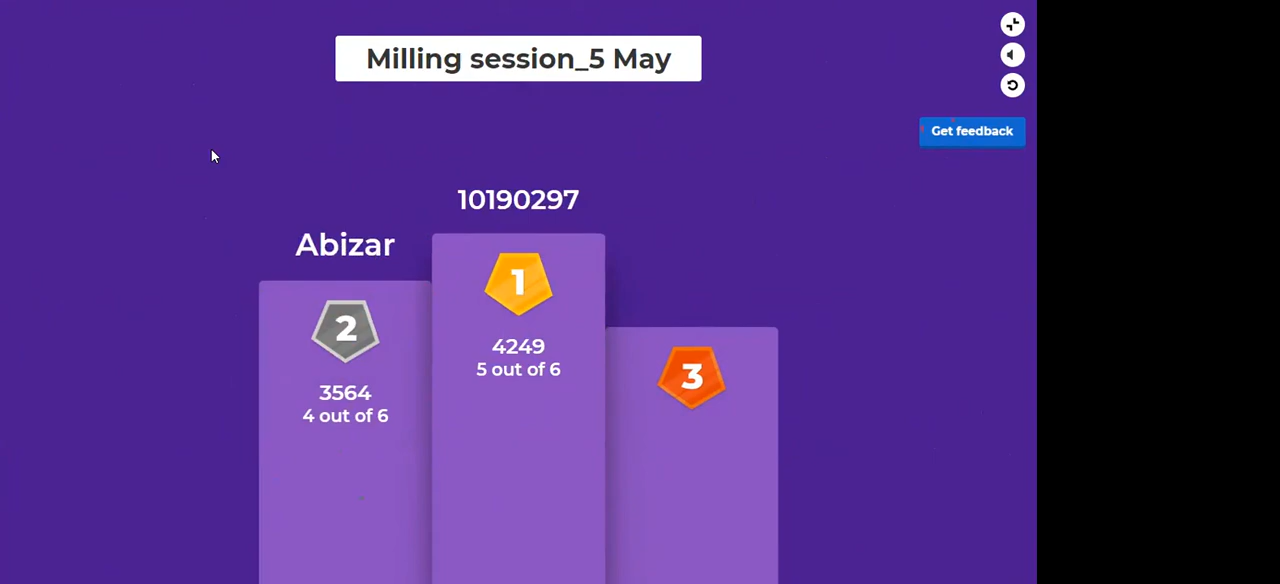 Milling session_5 May
Get feedback
10190297
Abizar
1
2
4249
5 out of 6
3
3564
4 out of 6